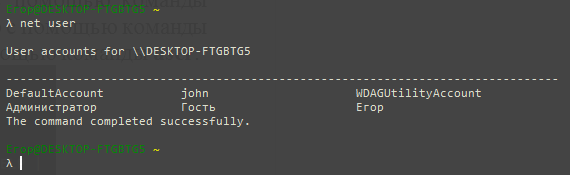 Егор@DESKTOP-FTGBTG5 ~
λ net user
User accounts for \\DESKTOP-FTGBTG5
-------------------------------------------------------------------------------
DefaultAccount john WDAGUtilityAccount
Администратор Гость Егор
The command completed successfully.
Егор@DESKTOP-FTGBTG5 ~
λ